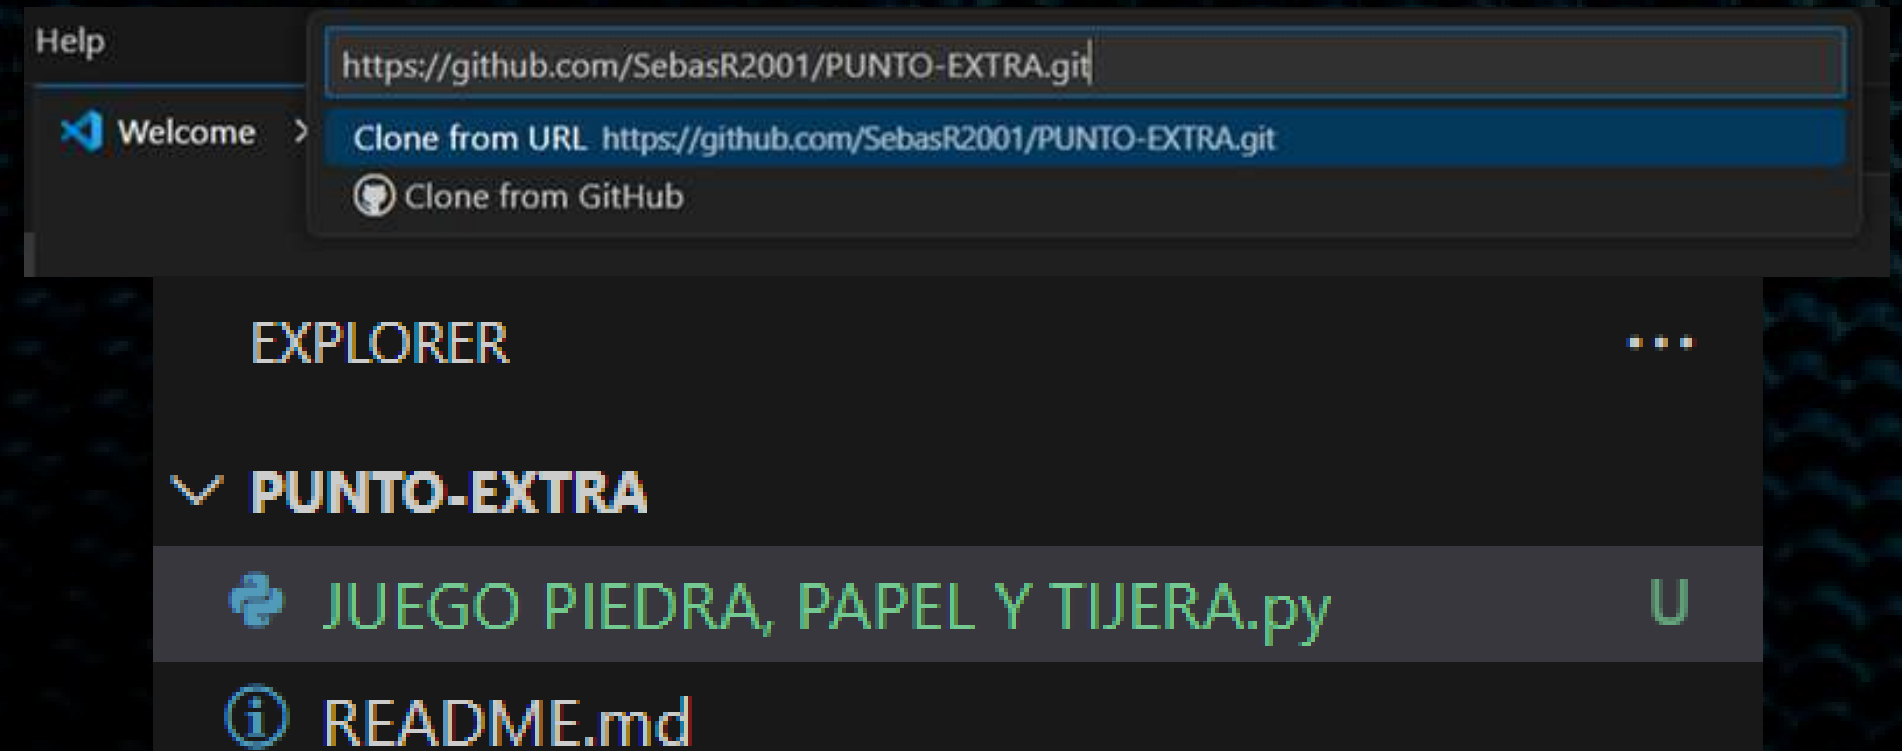 Help
https://github.com/SebasR2001/PUNTO-EXTRA.git
Welcome
Clone from URL https://github.com/SebasR2001/PUNTO-EXTRA.git
Clone from GitHub
EXPLORER
PUNTO-EXTRA
JUEGO PIEDRA, PAPEL Y TIJERA.py U
README.md